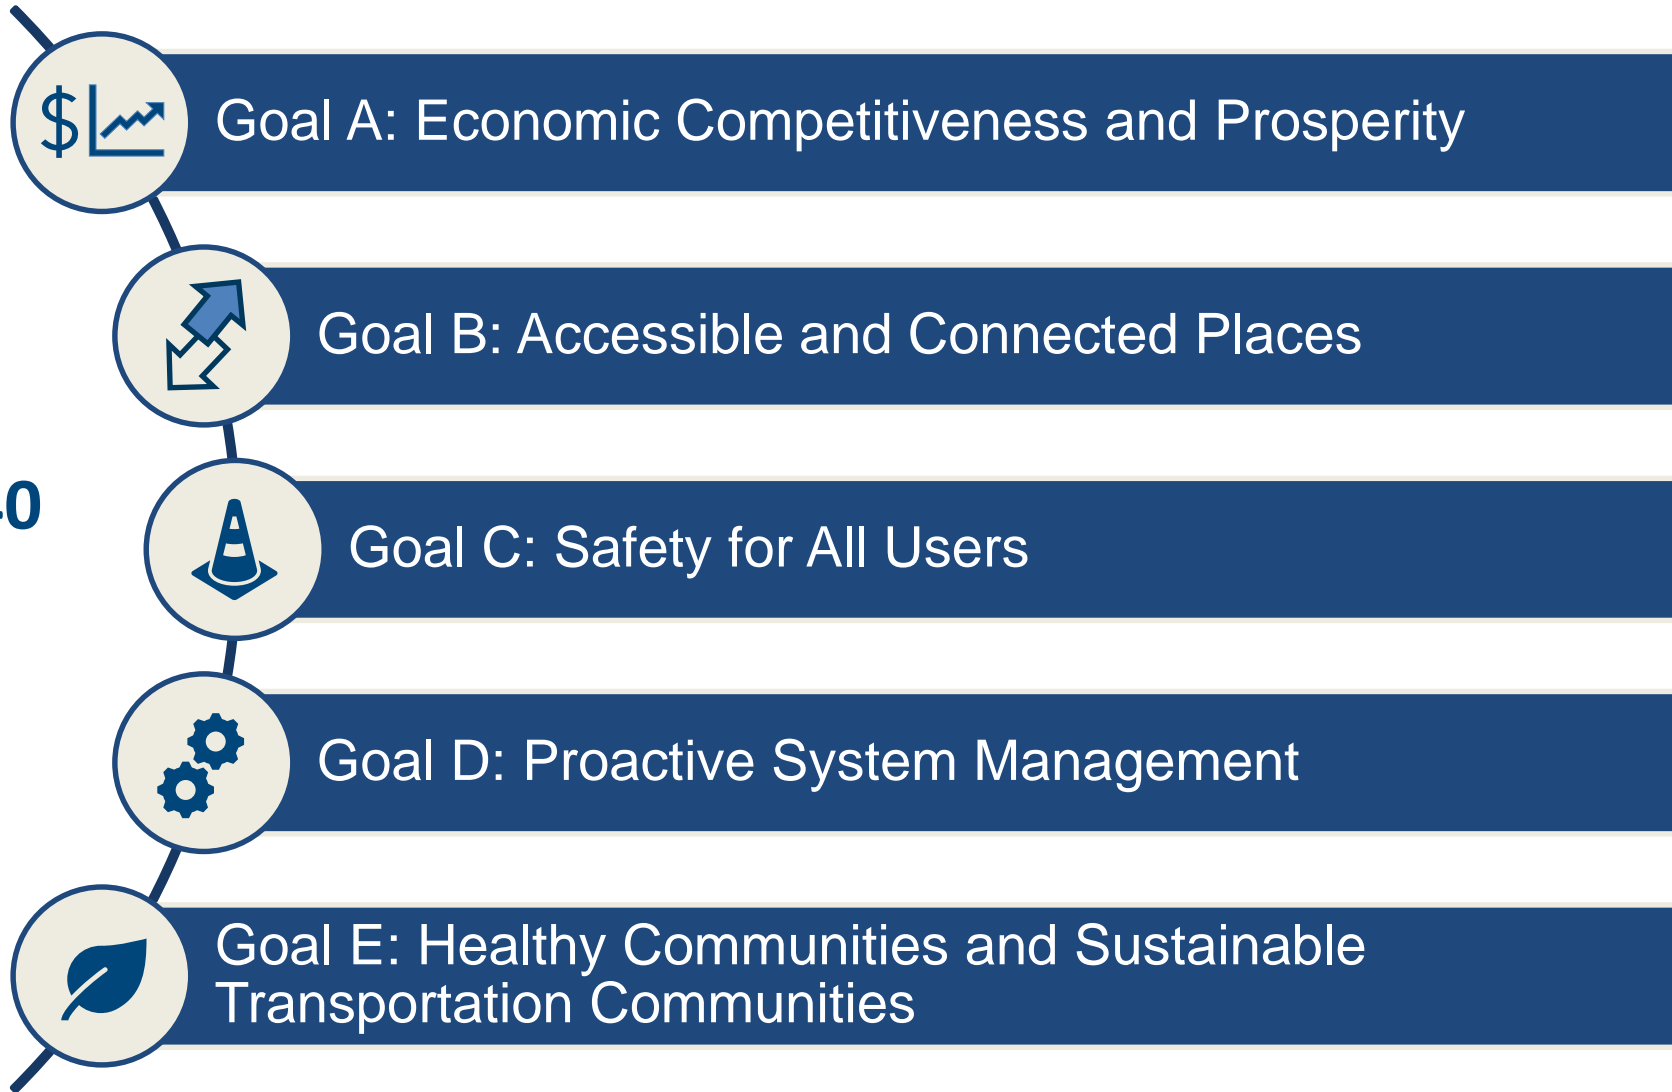 Goal A: Economic Competitiveness and Prosperity
Goal B: Accessible and Connected Places
0
Goal C: Safety for All Users
Goal D: Proactive System Management
Goal E: Healthy Communities and Sustainable
Transportation Communities